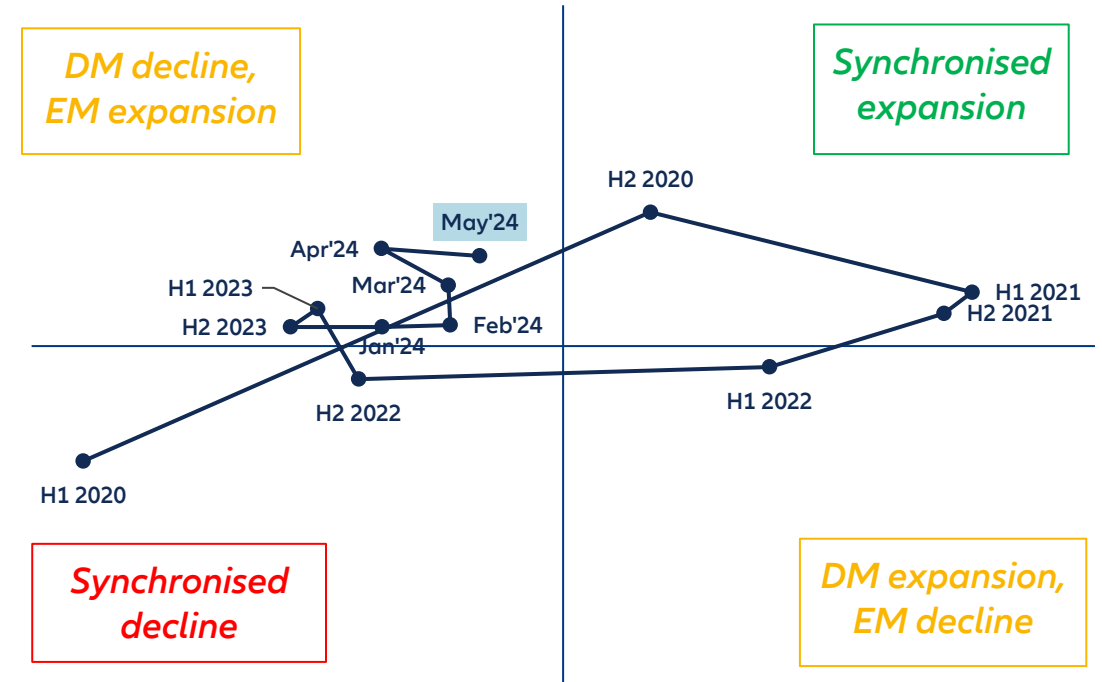 DM decline,
EM expansion
Synchronised
expansion
H2 2020
May'24
Apr'24
Mar'24
H1 2023
H1 2021
H2 2021
H2 2023
Feb'24
Jan'24
H1 2022
H2 2022
H1 2020
Synchronised
decline
DM expansion,
EM decline